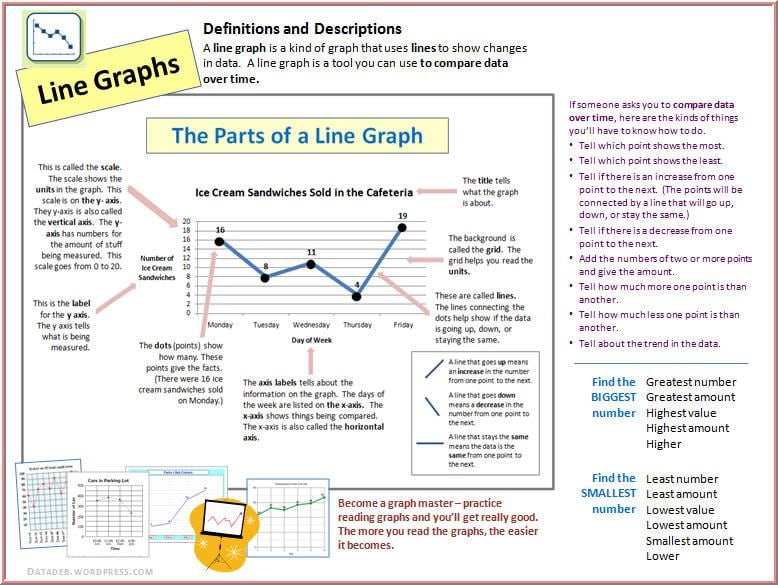 Definitions and Descriptions
A line graph is a kind of graph that uses lines to show changes
in data. A line graph is a tool you can use to compare data
over time.
Line Graphs
The Parts of a Line Graph
This is called the scale.
The scale shows the
units in the graph. This
scale is on the y- axis.
They y-axis is also called
the vertical axis. The y-
axis has numbers for
the amount of stuff
being measured. This
scale goes from 0 to 20.
This is the label
for the y axis.
The y axis tells
what is being
measured.
Ice Cream Sandwiches Sold in the Cafeteria
Number of
Ice Cream
Sandwiches
20
18
16
14
12
10
8
6
4
2
0
16
8
11
4
19
Monday
Tuesday
Wednesday
Thursday
Friday
Day of Week
The title tells
what the graph
is about.
The background is
called the grid. The
grid helps you read the
units.
These are called lines.
The lines connecting the
dots help show if the data
is going up, down, or
staying the same.
The dots (points) show
how many. These
points give the facts.
(There were 16 ice
cream sandwiches sold
on Monday.)
The axis labels tells about the
information on the graph. The days of
the week are listed on the x-axis. The
x-axis shows things being compared.
The x-axis is also called the horizontal
axis.
A line that goes up means
an increase in the number
from one point to the next.
A line that goes down
means a decrease in the
number from one point to
the next.
A line that stays the same
means the data is the
same from one point to
the next.
If someone asks you to compare data
over time, here are the kinds of things
you'll have to know how to do.
• Tell which point shows the most.
• Tell which point shows the least.
• Tell if there is an increase from one
point to the next. (The points will be
connected by a line that will go up,
down, or stay the same.)
• Tell if there is a decrease from one
point to the next.
• Add the numbers of two or more points
and give the amount.
• Tell how much more one point is than
another.
• Tell how much less one point is than
another.
• Tell about the trend in the data.
Find the
BIGGEST
number
Greatest number
Greatest amount
Highest value
Highest amount
Higher
Find the
SMALLEST
number
Least number
Least amount
Lowest value
Lowest amount
Smallest amount
Lower
Cars in Parking Lot
Number of Cars
Time
Become a graph master – practice
reading graphs and you'll get really good.
The more you read the graphs, the easier
it becomes.
DATADEB.WORDPRESS.COM